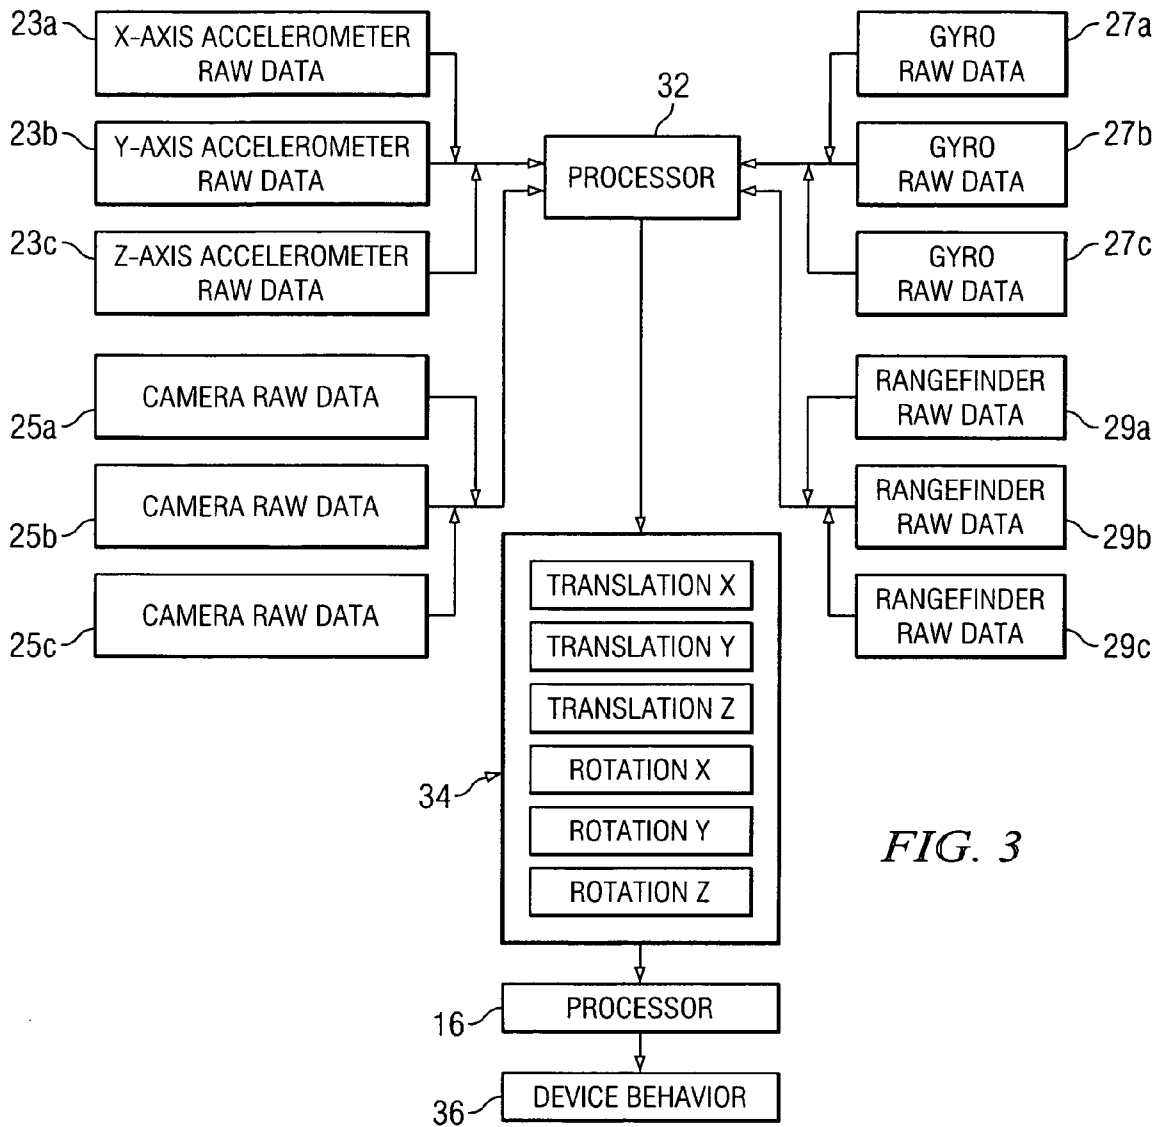 23a
X-AXIS ACCELEROMETER
RAW DATA
23b
Y-AXIS ACCELEROMETER
RAW DATA
23c
Z-AXIS ACCELEROMETER
RAW DATA
25a
CAMERA RAW DATA
25b
CAMERA RAW DATA
25c
CAMERA RAW DATA
32
PROCESSOR
27a
GYRO
RAW DATA
27b
GYRO
RAW DATA
27c
GYRO
RAW DATA
29a
RANGEFINDER
RAW DATA
29b
RANGEFINDER
RAW DATA
29c
RANGEFINDER
RAW DATA
34
TRANSLATION X
TRANSLATION Y
TRANSLATION Z
ROTATION X
ROTATION Y
ROTATION Z
16
PROCESSOR
36
DEVICE BEHAVIOR
FIG. 3